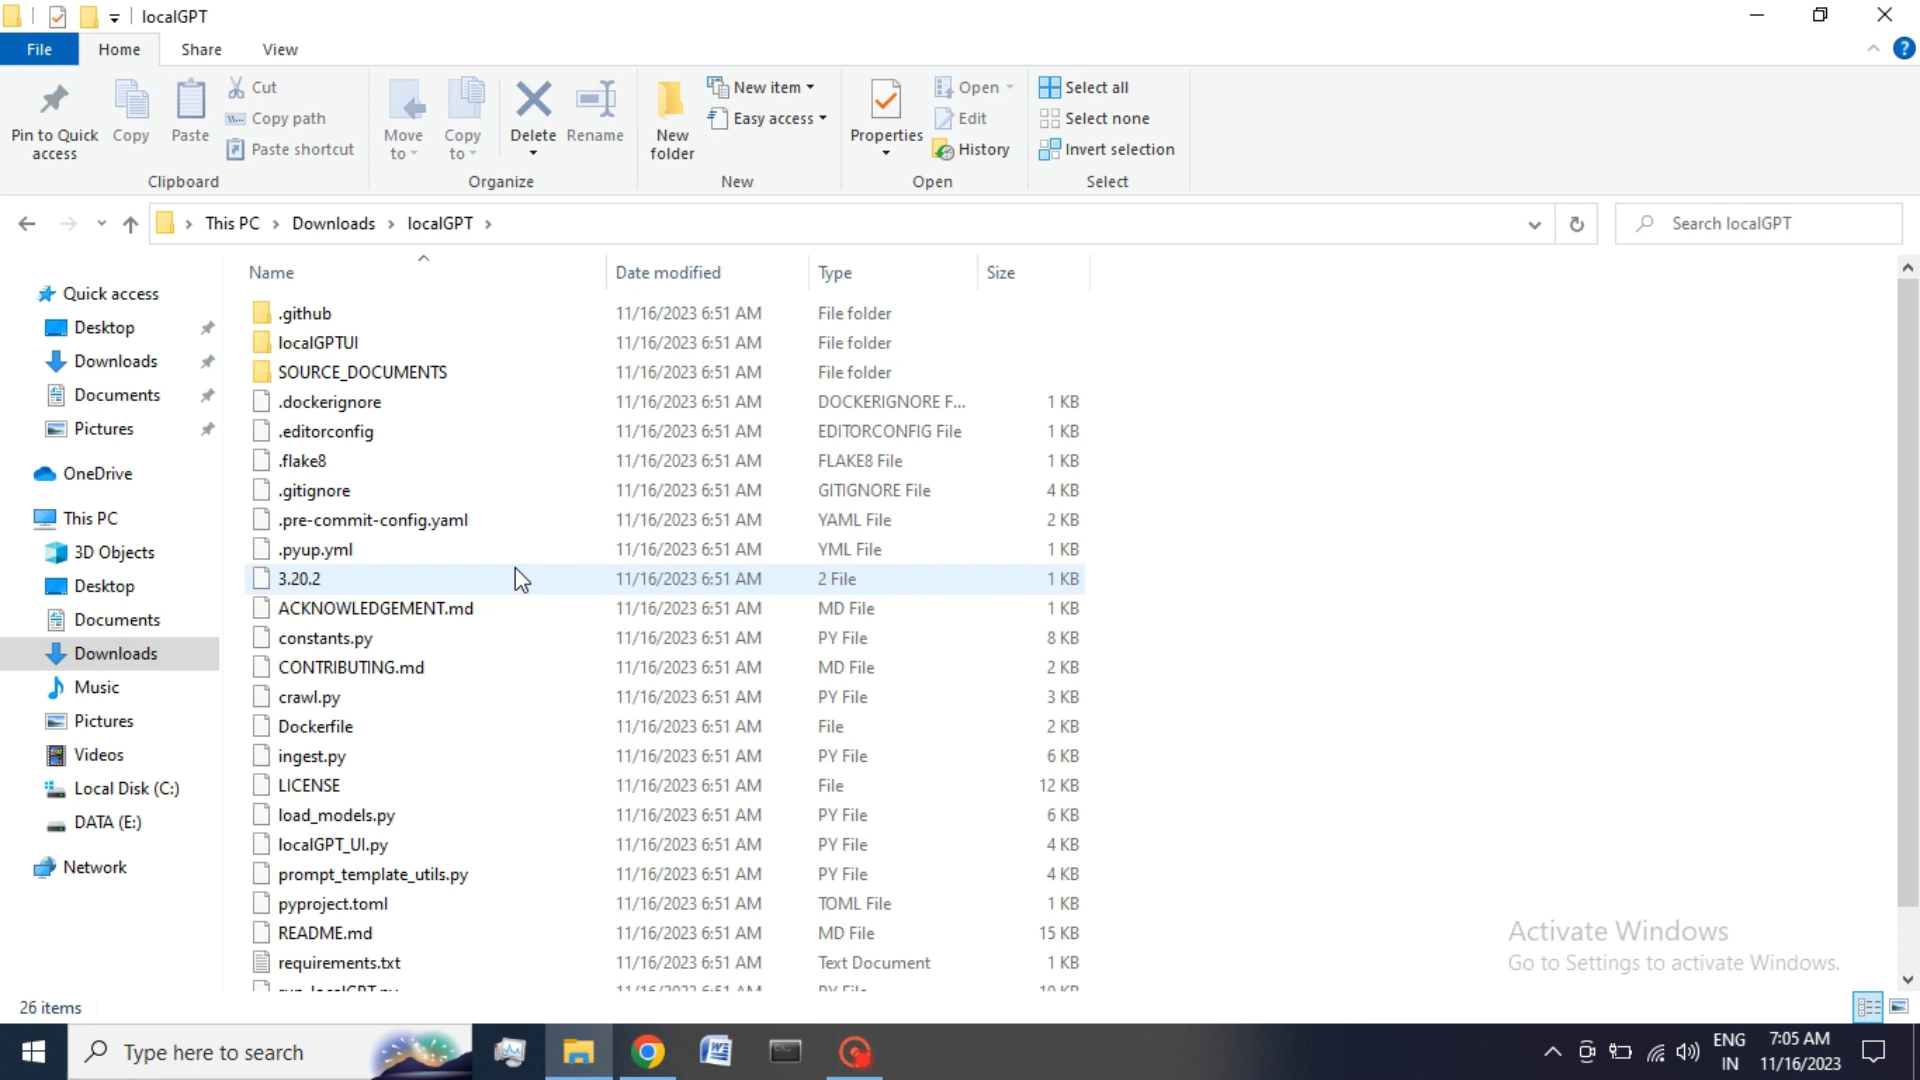 localGPT
File Home Share View
Pin to Quick access
Copy
Paste
Cut
Copy path
Paste shortcut
Clipboard
Move to
Copy to
Delete
Rename
Organize
New folder
New item
Easy access
New
Properties
Open
Edit
History
Open
Select all
Select none
Invert selection
Select
This PC > Downloads > localGPT >
Search localGPT
Quick access
Desktop
Downloads
Documents
Pictures
OneDrive
This PC
3D Objects
Desktop
Documents
Downloads
Music
Pictures
Videos
Local Disk (C:)
DATA (E:)
Network
Name Date modified Type Size
.github 11/16/2023 6:51 AM File folder
localGPTUI 11/16/2023 6:51 AM File folder
SOURCE_DOCUMENTS 11/16/2023 6:51 AM File folder
.dockerignore 11/16/2023 6:51 AM DOCKERIGNORE F... 1 KB
.editorconfig 11/16/2023 6:51 AM EDITORCONFIG File 1 KB
.flake8 11/16/2023 6:51 AM FLAKE8 File 1 KB
.gitignore 11/16/2023 6:51 AM GITIGNORE File 4 KB
.pre-commit-config.yaml 11/16/2023 6:51 AM YAML File 2 KB
.pyup.yml 11/16/2023 6:51 AM YML File 1 KB
3.20.2 11/16/2023 6:51 AM 2 File 1 KB
ACKNOWLEDGEMENT.md 11/16/2023 6:51 AM MD File 1 KB
constants.py 11/16/2023 6:51 AM PY File 8 KB
CONTRIBUTING.md 11/16/2023 6:51 AM MD File 2 KB
crawl.py 11/16/2023 6:51 AM PY File 3 KB
Dockerfile 11/16/2023 6:51 AM File 2 KB
ingest.py 11/16/2023 6:51 AM PY File 6 KB
LICENSE 11/16/2023 6:51 AM File 12 KB
load_models.py 11/16/2023 6:51 AM PY File 6 KB
localGPT_UI.py 11/16/2023 6:51 AM PY File 4 KB
prompt_template_utils.py 11/16/2023 6:51 AM PY File 4 KB
pyproject.toml 11/16/2023 6:51 AM TOML File 1 KB
README.md 11/16/2023 6:51 AM MD File 15 KB
requirements.txt 11/16/2023 6:51 AM Text Document 1 KB
Activate Windows
Go to Settings to activate Windows.
26 items
Type here to search
ENG
IN
7:05 AM
11/16/2023